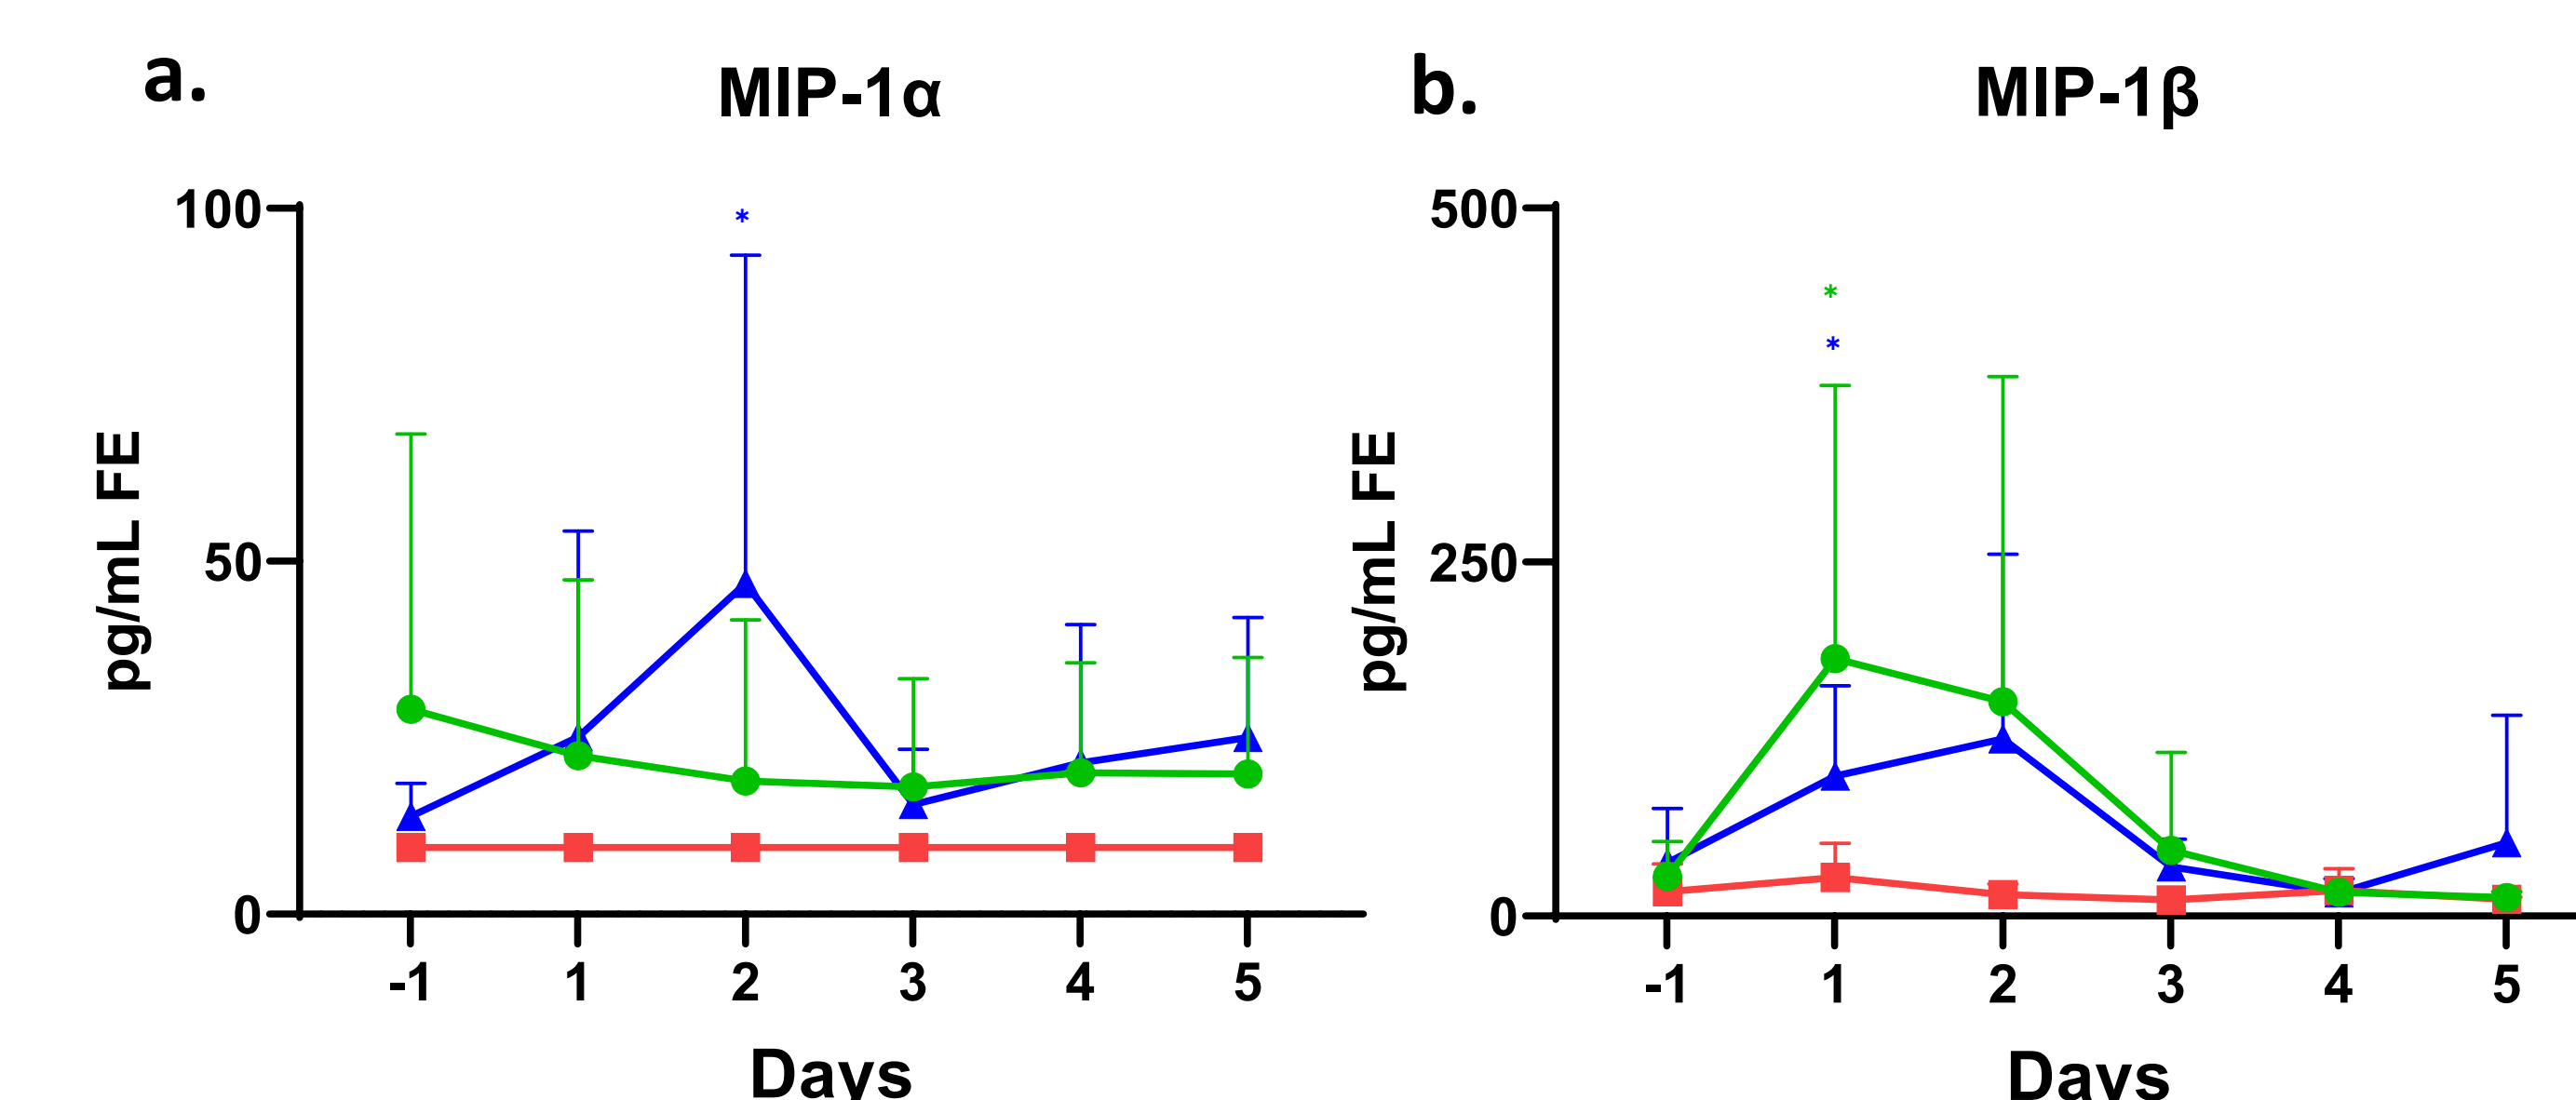 a.
MIP-1α
100
*
50
0
pg/mL FE
-1 1 2 3 4 5
Days
b.
MIP-1β
500
*
*
250
0
pg/mL FE
-1 1 2 3 4 5
Days